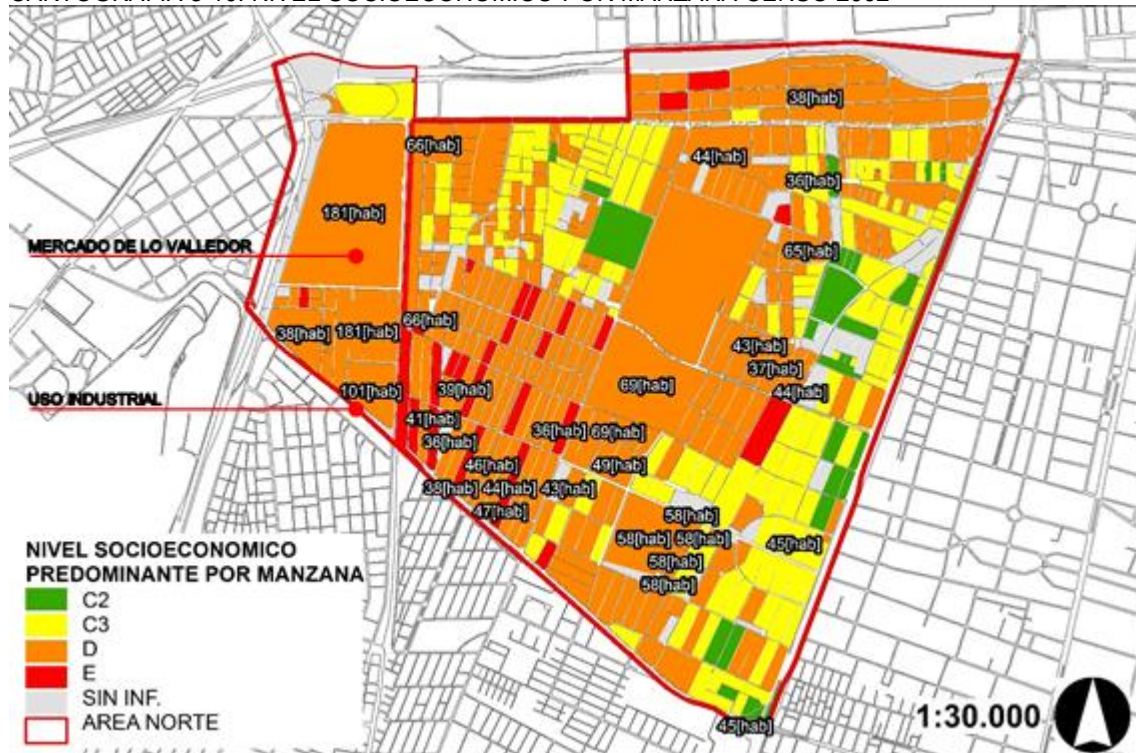 38[hab]
66[hab]
44[hab]
36[hab]
181[hab]
MERCADO DE LO VALLEDOR
65[hab]
38[hab]
181[hab]
66[hab]
43[hab]
37[hab]
69[hab]
39[hab]
44[hab]
101[hab]
USO INDUSTRIAL
41[hab]
36[hab]
36[hab]
69[hab]
46[hab]
49[hab]
38[hab]
44[hab]
43[hab]
47[hab]
58[hab]
58[hab]
58[hab]
45[hab]
58[hab]
58[hab]
NIVEL SOCIOECONOMICO
PREDOMINANTE POR MANZANA
C2
C3
D
E
SIN INF.
AREA NORTE
45[hab]
1:30.000